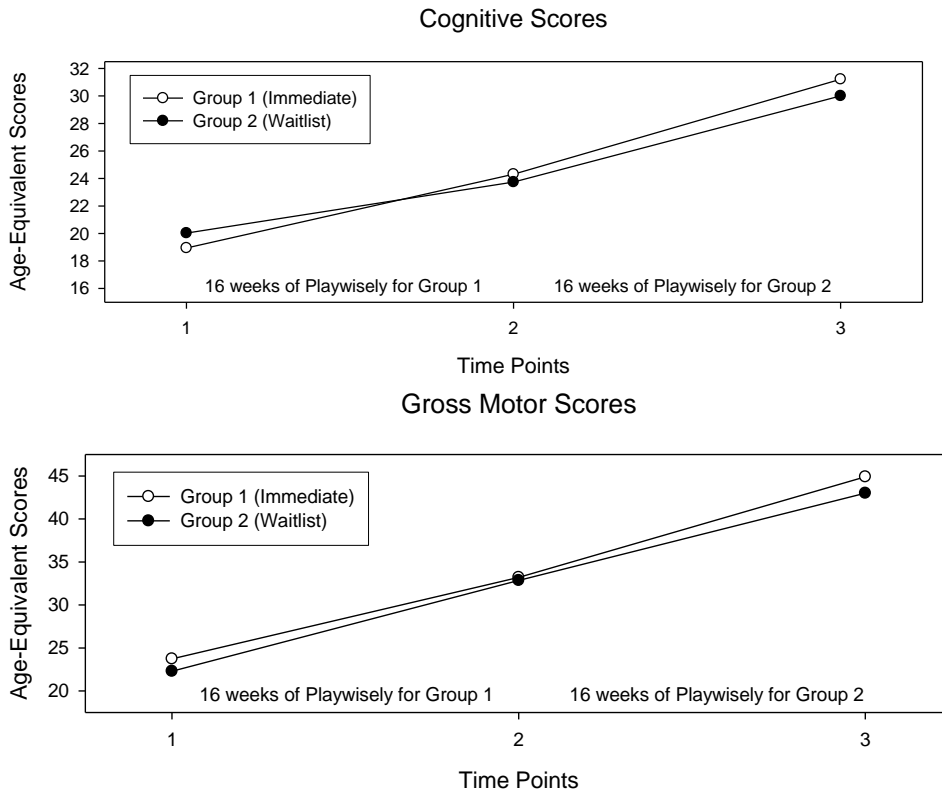 Cognitive Scores
Age-Equivalent Scores
32
30
28
26
24
22
20
18
16
Group 1 (Immediate)
Group 2 (Waitlist)
16 weeks of Playwisely for Group 1
16 weeks of Playwisely for Group 2
1
2
3
Time Points
Gross Motor Scores
Age-Equivalent Scores
45
40
35
30
25
20
Group 1 (Immediate)
Group 2 (Waitlist)
16 weeks of Playwisely for Group 1
16 weeks of Playwisely for Group 2
1
2
3
Time Points